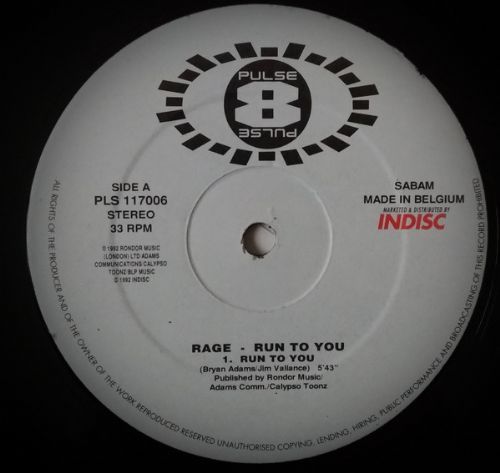 PULSE
8
PULSE
SIDE A
PLS 117006
STEREO
33 RPM
℗ 1992 RONDOR MUSIC
(LONDON) LTD ADAMS
COMMUNICATIONS CALYPSO
TOONZ/BLP MUSIC
© 1992 INDISC
SABAM
MADE IN BELGIUM
MARKETED & DISTRIBUTED BY
INDISC
RAGE - RUN TO YOU
1. RUN TO YOU
(Bryan Adams/Jim Vallance) 5'43"
Published by Rondor Music/
Adams Comm./Calypso Toonz
ALL RIGHTS OF THE PRODUCER AND OF THE OWNER OF THE WORK REPRODUCED RESERVED UNAUTHORISED COPYING, LENDING, HIRING, PUBLIC PERFORMANCE AND BROADCASTING OF THIS RECORD PROHIBITED